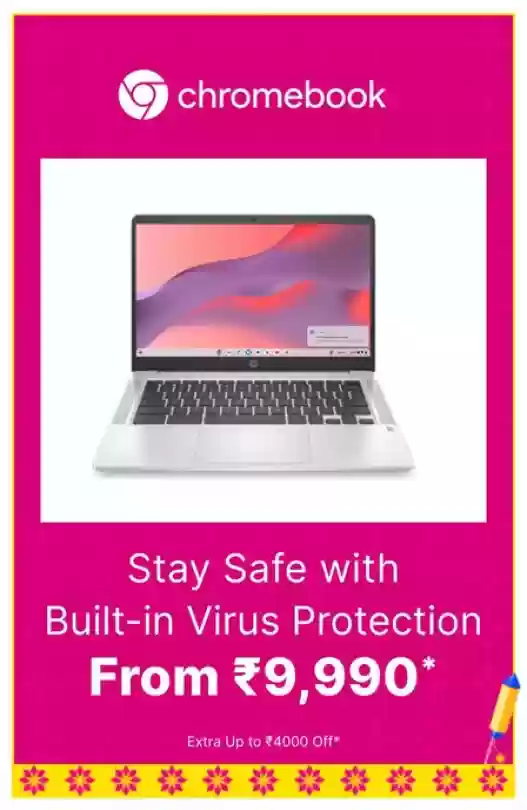 chromebook
Stay Safe with
Built-in Virus Protection
From ₹9,990*
Extra Up to ₹4000 Off*